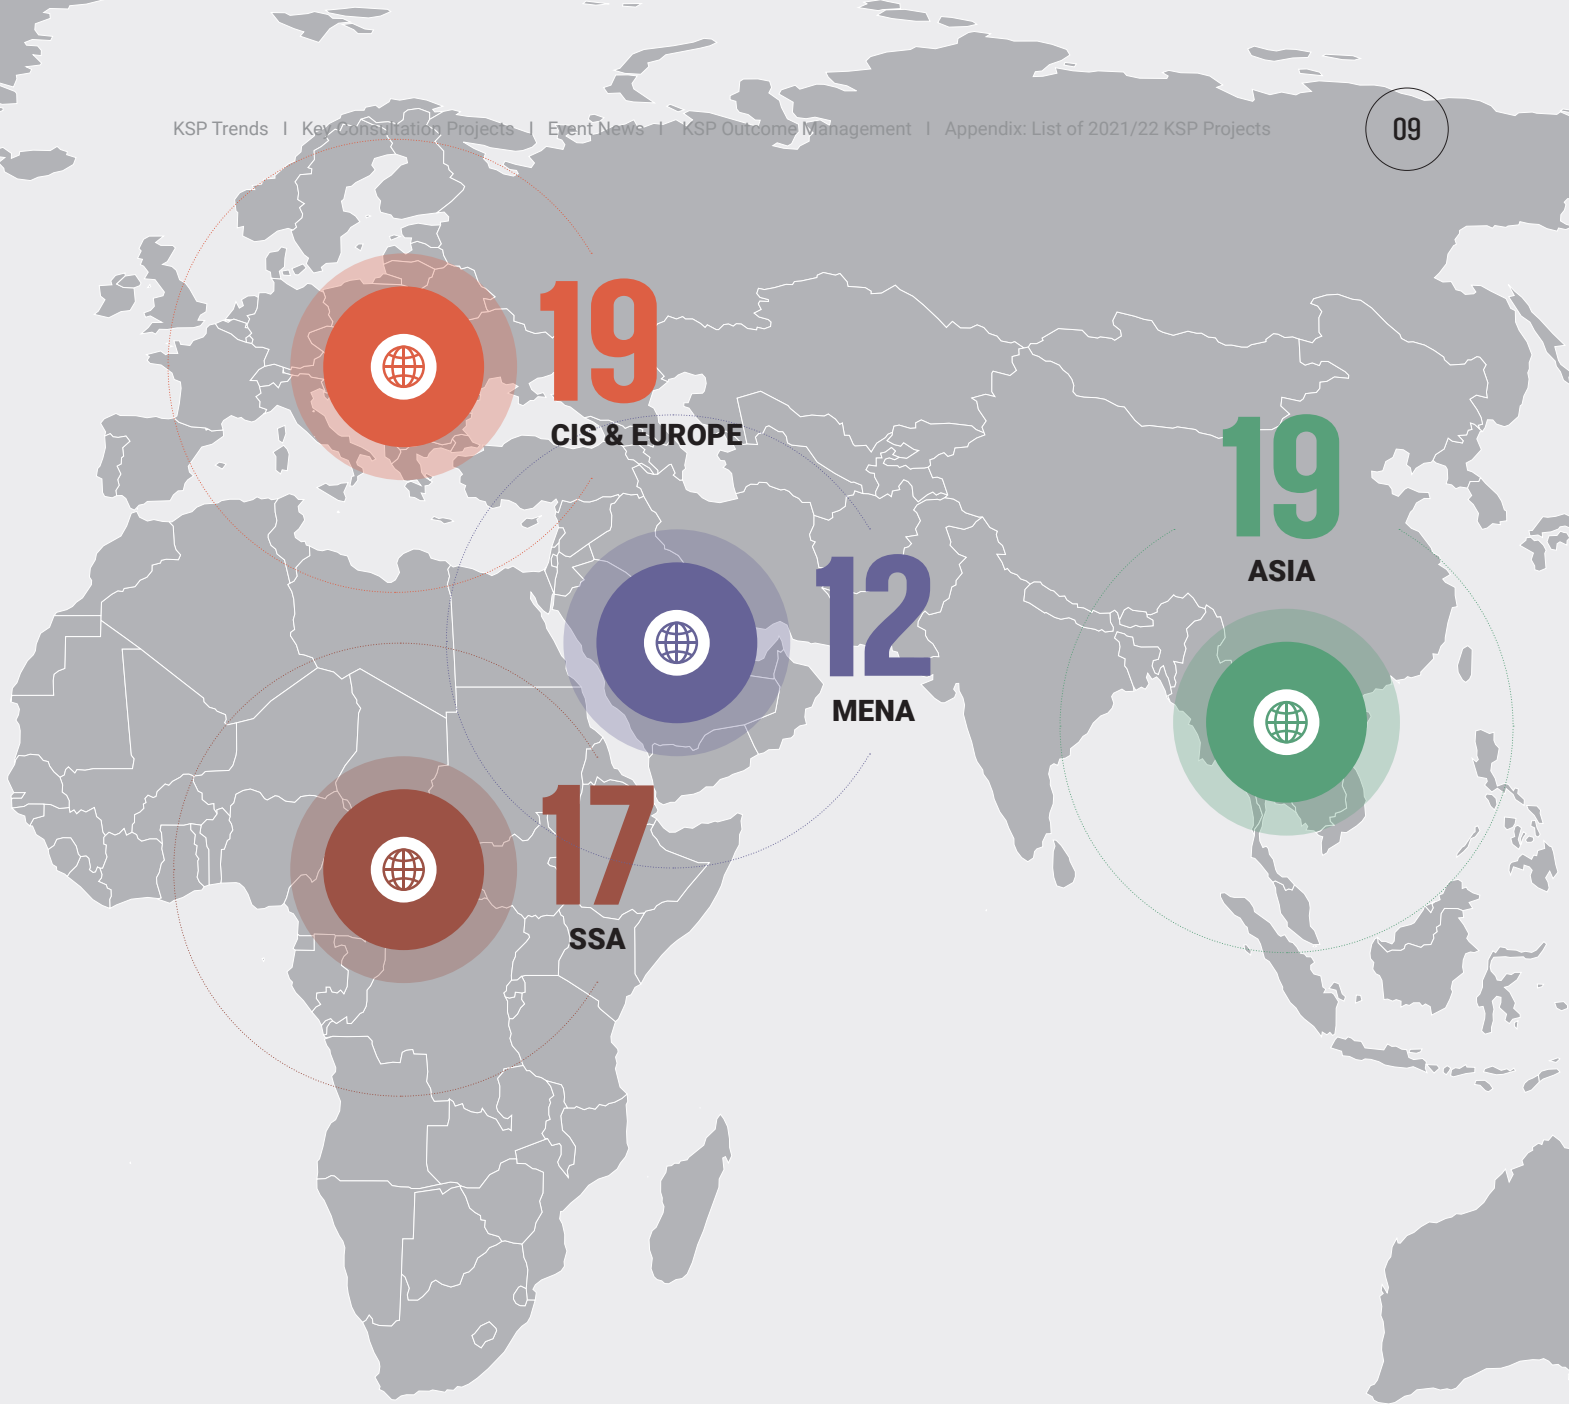 KSP Trends I Key Consultation Projects I Event News I KSP Outcome Management I Appendix: List of 2021/22 KSP Projects
09
19
CIS & EUROPE
19
ASIA
12
MENA
17
SSA